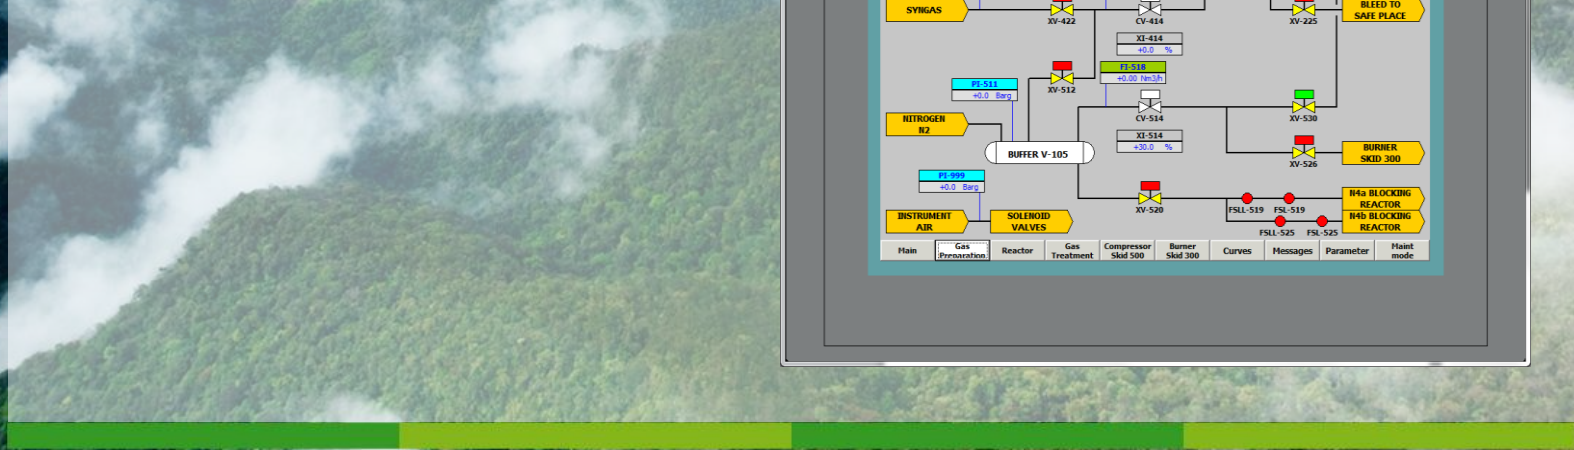 SYNGAS
XV-422
CV-414
XV-225
BLEED TO
SAFE PLACE
XI-414
+0.0 %
FI-518
+0.00 Nm3/h
XV-512
PI-511
+0.0 Barg
NITROGEN
N2
CV-514
XV-530
XI-514
+30.0 %
BUFFER V-105
XV-526
BURNER
SKID 300
PI-999
+0.0 Barg
XV-520
FSLL-519
FSL-519
N4a BLOCKING
REACTOR
INSTRUMENT
AIR
SOLENOID
VALVES
FSLL-525
FSL-525
N4b BLOCKING
REACTOR
Main
Gas
Preparation
Reactor
Gas
Treatment
Compressor
Skid 500
Burner
Skid 300
Curves
Messages
Parameter
Maint
mode